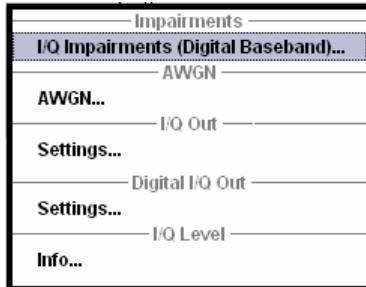 Impairments
I/Q Impairments (Digital Baseband)...
AWGN
AWGN...
I/Q Out
Settings...
Digital I/Q Out
Settings...
I/Q Level
Info...